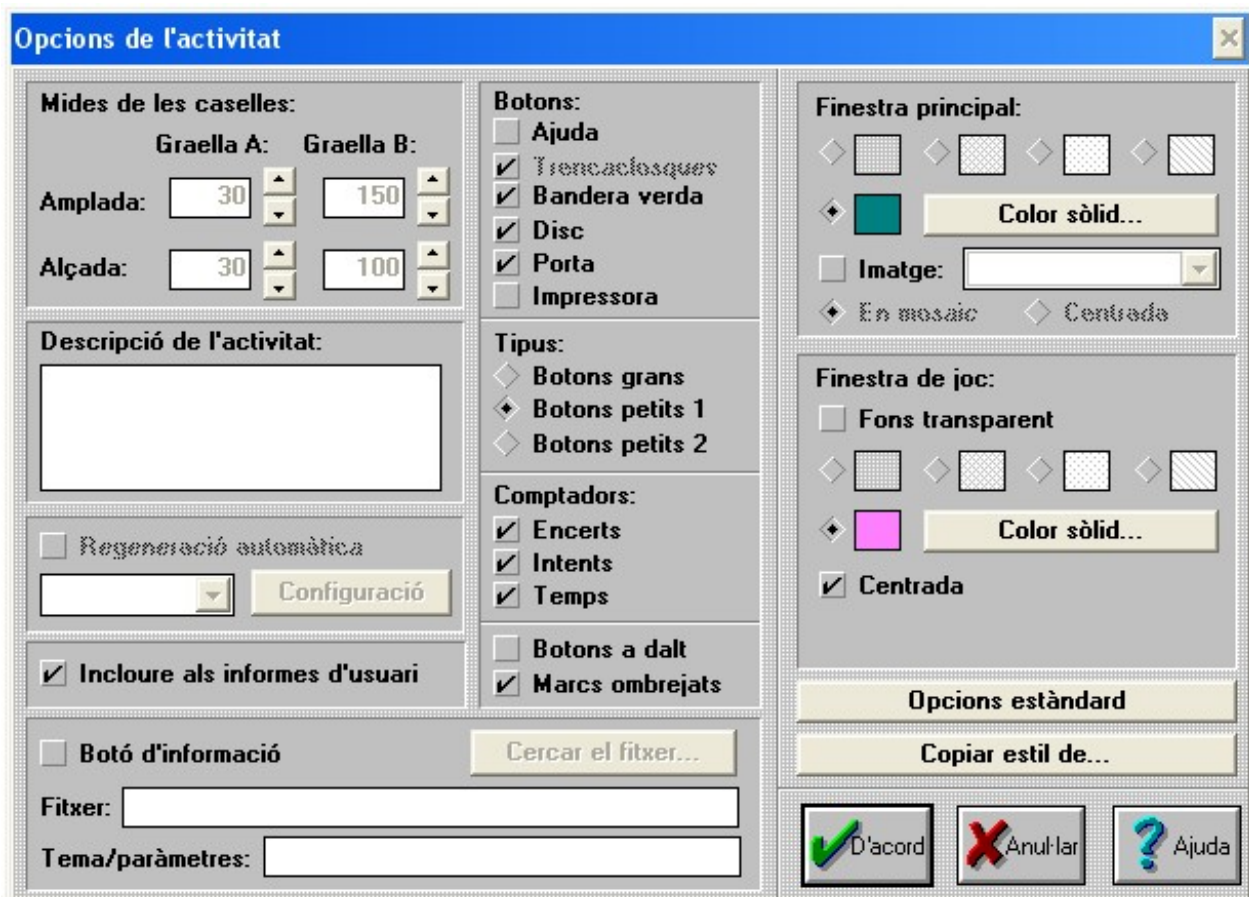 Opcions de l'activitat
Mides de les caselles:
Graella A: Graella B:
Amplada: 30 150
Alçada: 30 100
Descripció de l'activitat:
Regeneració automàtica
Configuració
Incloure als informes d'usuari
Botons:
Ajuda
Trencaclosques
Bandera verda
Disc
Porta
Impressora
Tipus:
Botons grans
Botons petits 1
Botons petits 2
Comptadors:
Encerts
Intents
Temps
Botons a dalt
Marcs ombrejats
Botó d'informació
Cercar el fitxer...
Fitxer:
Tema/paràmetres:
Finestra principal:
Color sòlid...
Imatge:
En mosaic Centrada
Finestra de joc:
Fons transparent
Color sòlid...
Centrada
Opcions estàndard
Copiar estil de...
D'acord Anul·lar Ajuda